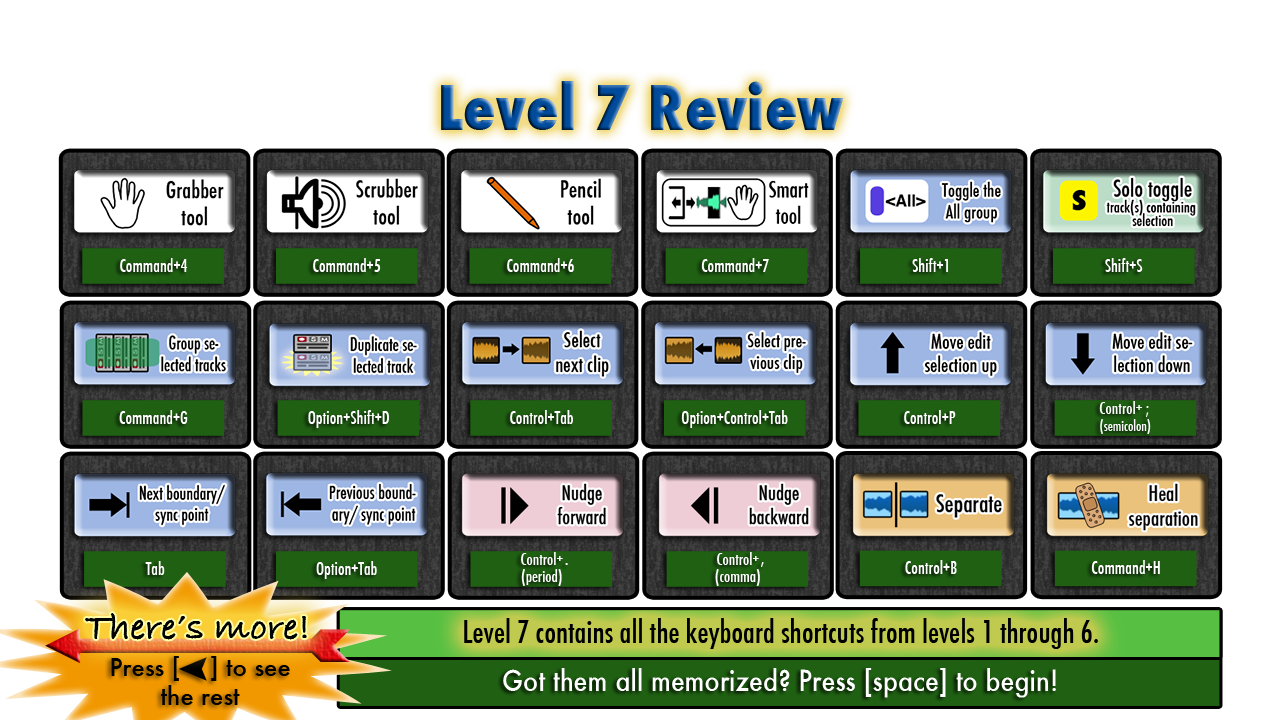 Level 7 Review
Grabber
tool
Command+4
Scrubber
tool
Command+5
Pencil
tool
Command+6
Smart
tool
Command+7
<All>
Toggle the
All group
Shift+1
S
Solo toggle
track(s) containing
selection
Shift+S
Group se-
lected tracks
Command+G
Duplicate se-
lected track
Option+Shift+D
Select
next clip
Control+Tab
Select pre-
vious clip
Option+Control+Tab
Move edit
selection up
Control+P
Move edit se-
lection down
Control+ ;
(semicolon)
Next boundary/
sync point
Tab
Previous bound-
ary/ sync point
Option+Tab
Nudge
forward
Control+ .
(period)
Nudge
backward
Control+ ,
(comma)
Separate
Control+B
Heal
separation
Command+H
There's more!
Press [◄] to see
the rest
Level 7 contains all the keyboard shortcuts from levels 1 through 6.
Got them all memorized? Press [space] to begin!